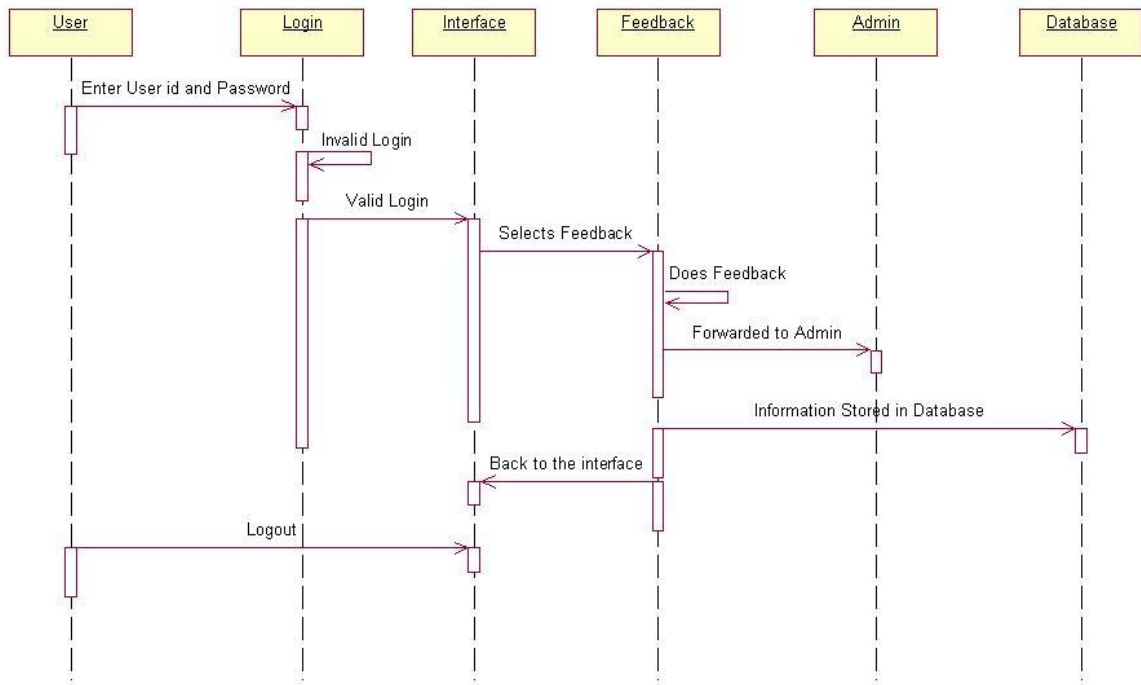 User
Login
Interface
Feedback
Admin
Database
Enter User id and Password
Invalid Login
Valid Login
Selects Feedback
Does Feedback
Forwarded to Admin
Information Stored in Database
Back to the interface
Logout